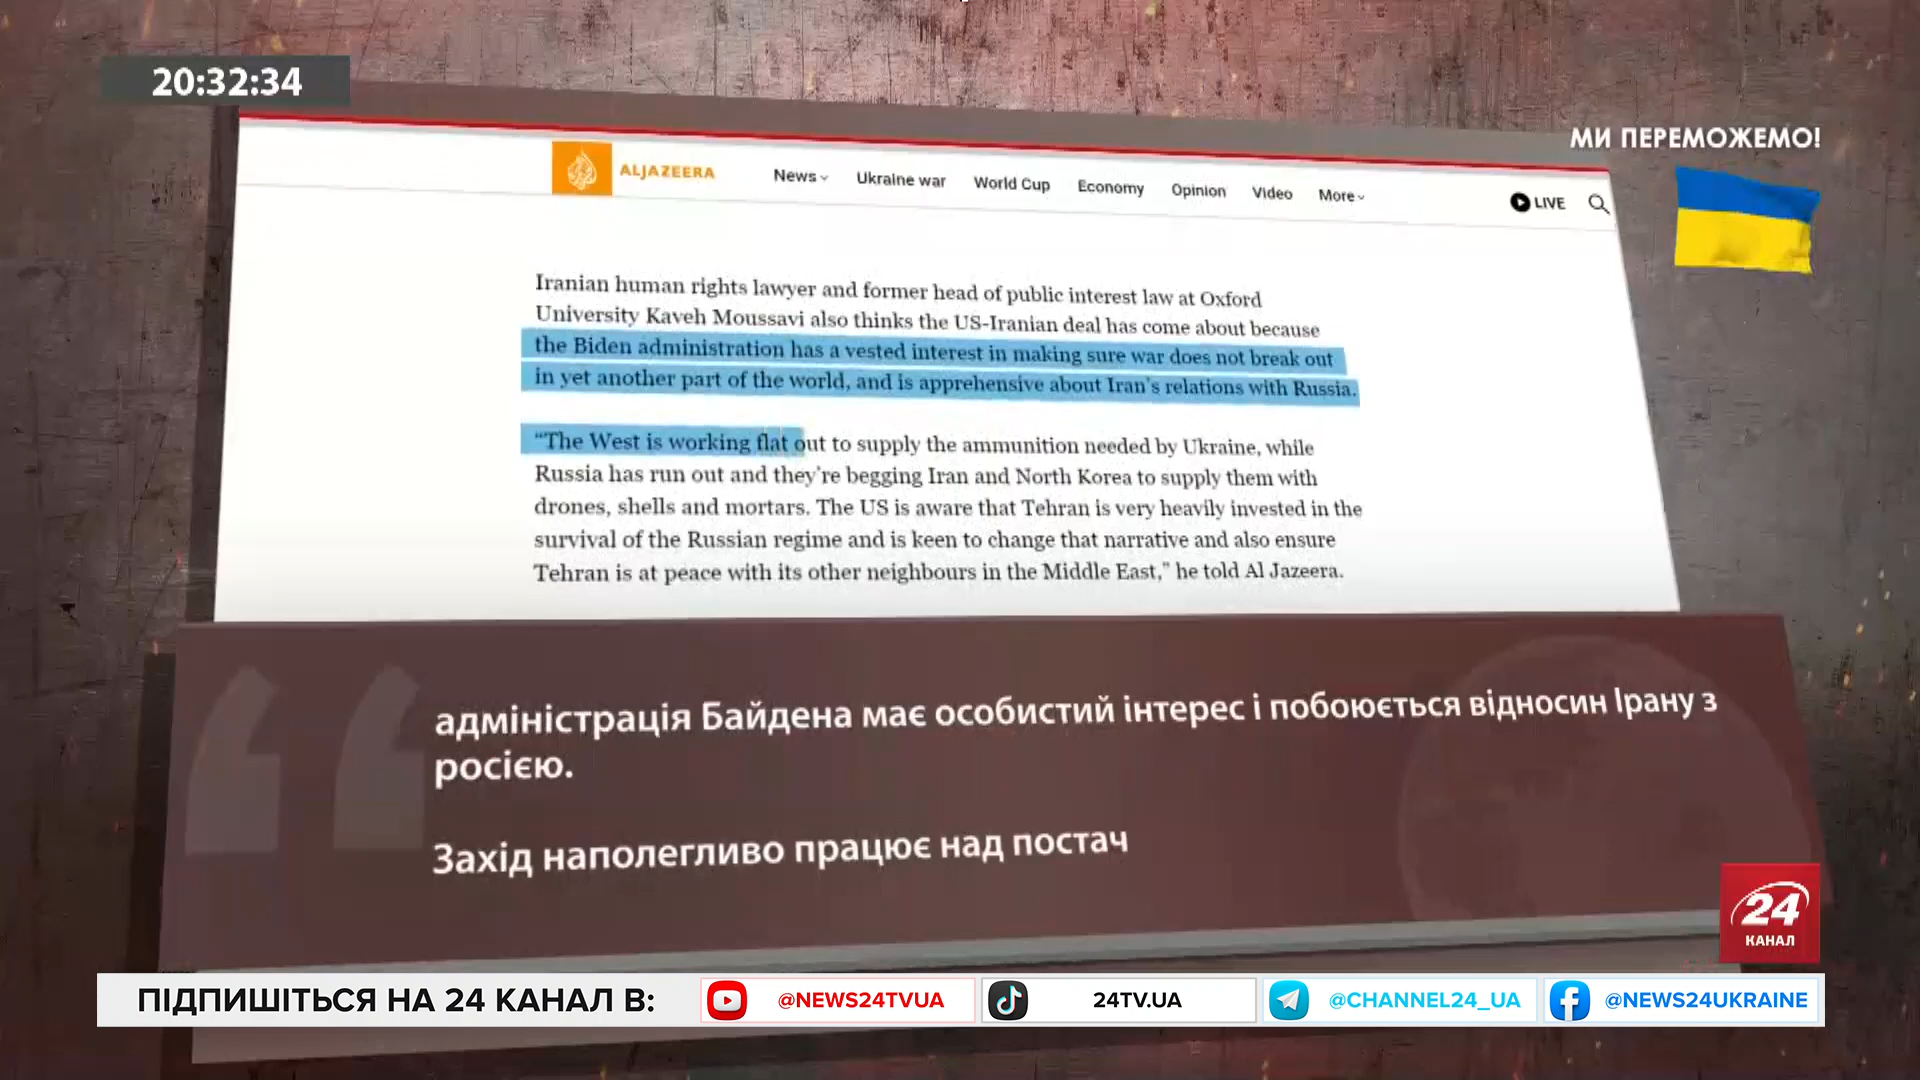 20:32:34
МИ ПЕРЕМОЖЕМО!
ALJAZEERA
News
Ukraine war
World Cup
Economy
Opinion
Video
More
LIVE
Iranian human rights lawyer and former head of public interest law at Oxford
University Kaveh Moussavi also thinks the US-Iranian deal has come about because
the Biden administration has a vested interest in making sure war does not break out
in yet another part of the world, and is apprehensive about Iran's relations with Russia.
“The West is working flat out to supply the ammunition needed by Ukraine, while
Russia has run out and they're begging Iran and North Korea to supply them with
drones, shells and mortars. The US is aware that Tehran is very heavily invested in the
survival of the Russian regime and is keen to change that narrative and also ensure
Tehran is at peace with its other neighbours in the Middle East,” he told Al Jazeera.
адміністрація Байдена має особистий інтерес і побоюється відносин Ірану з
росією.
Захід наполегливо працює над постач
24
КАНАЛ
ПІДПИШІТЬСЯ НА 24 КАНАЛ В:
@NEWS24TVUA
24TV.UA
@CHANNEL24_UA
@NEWS24UKRAINE